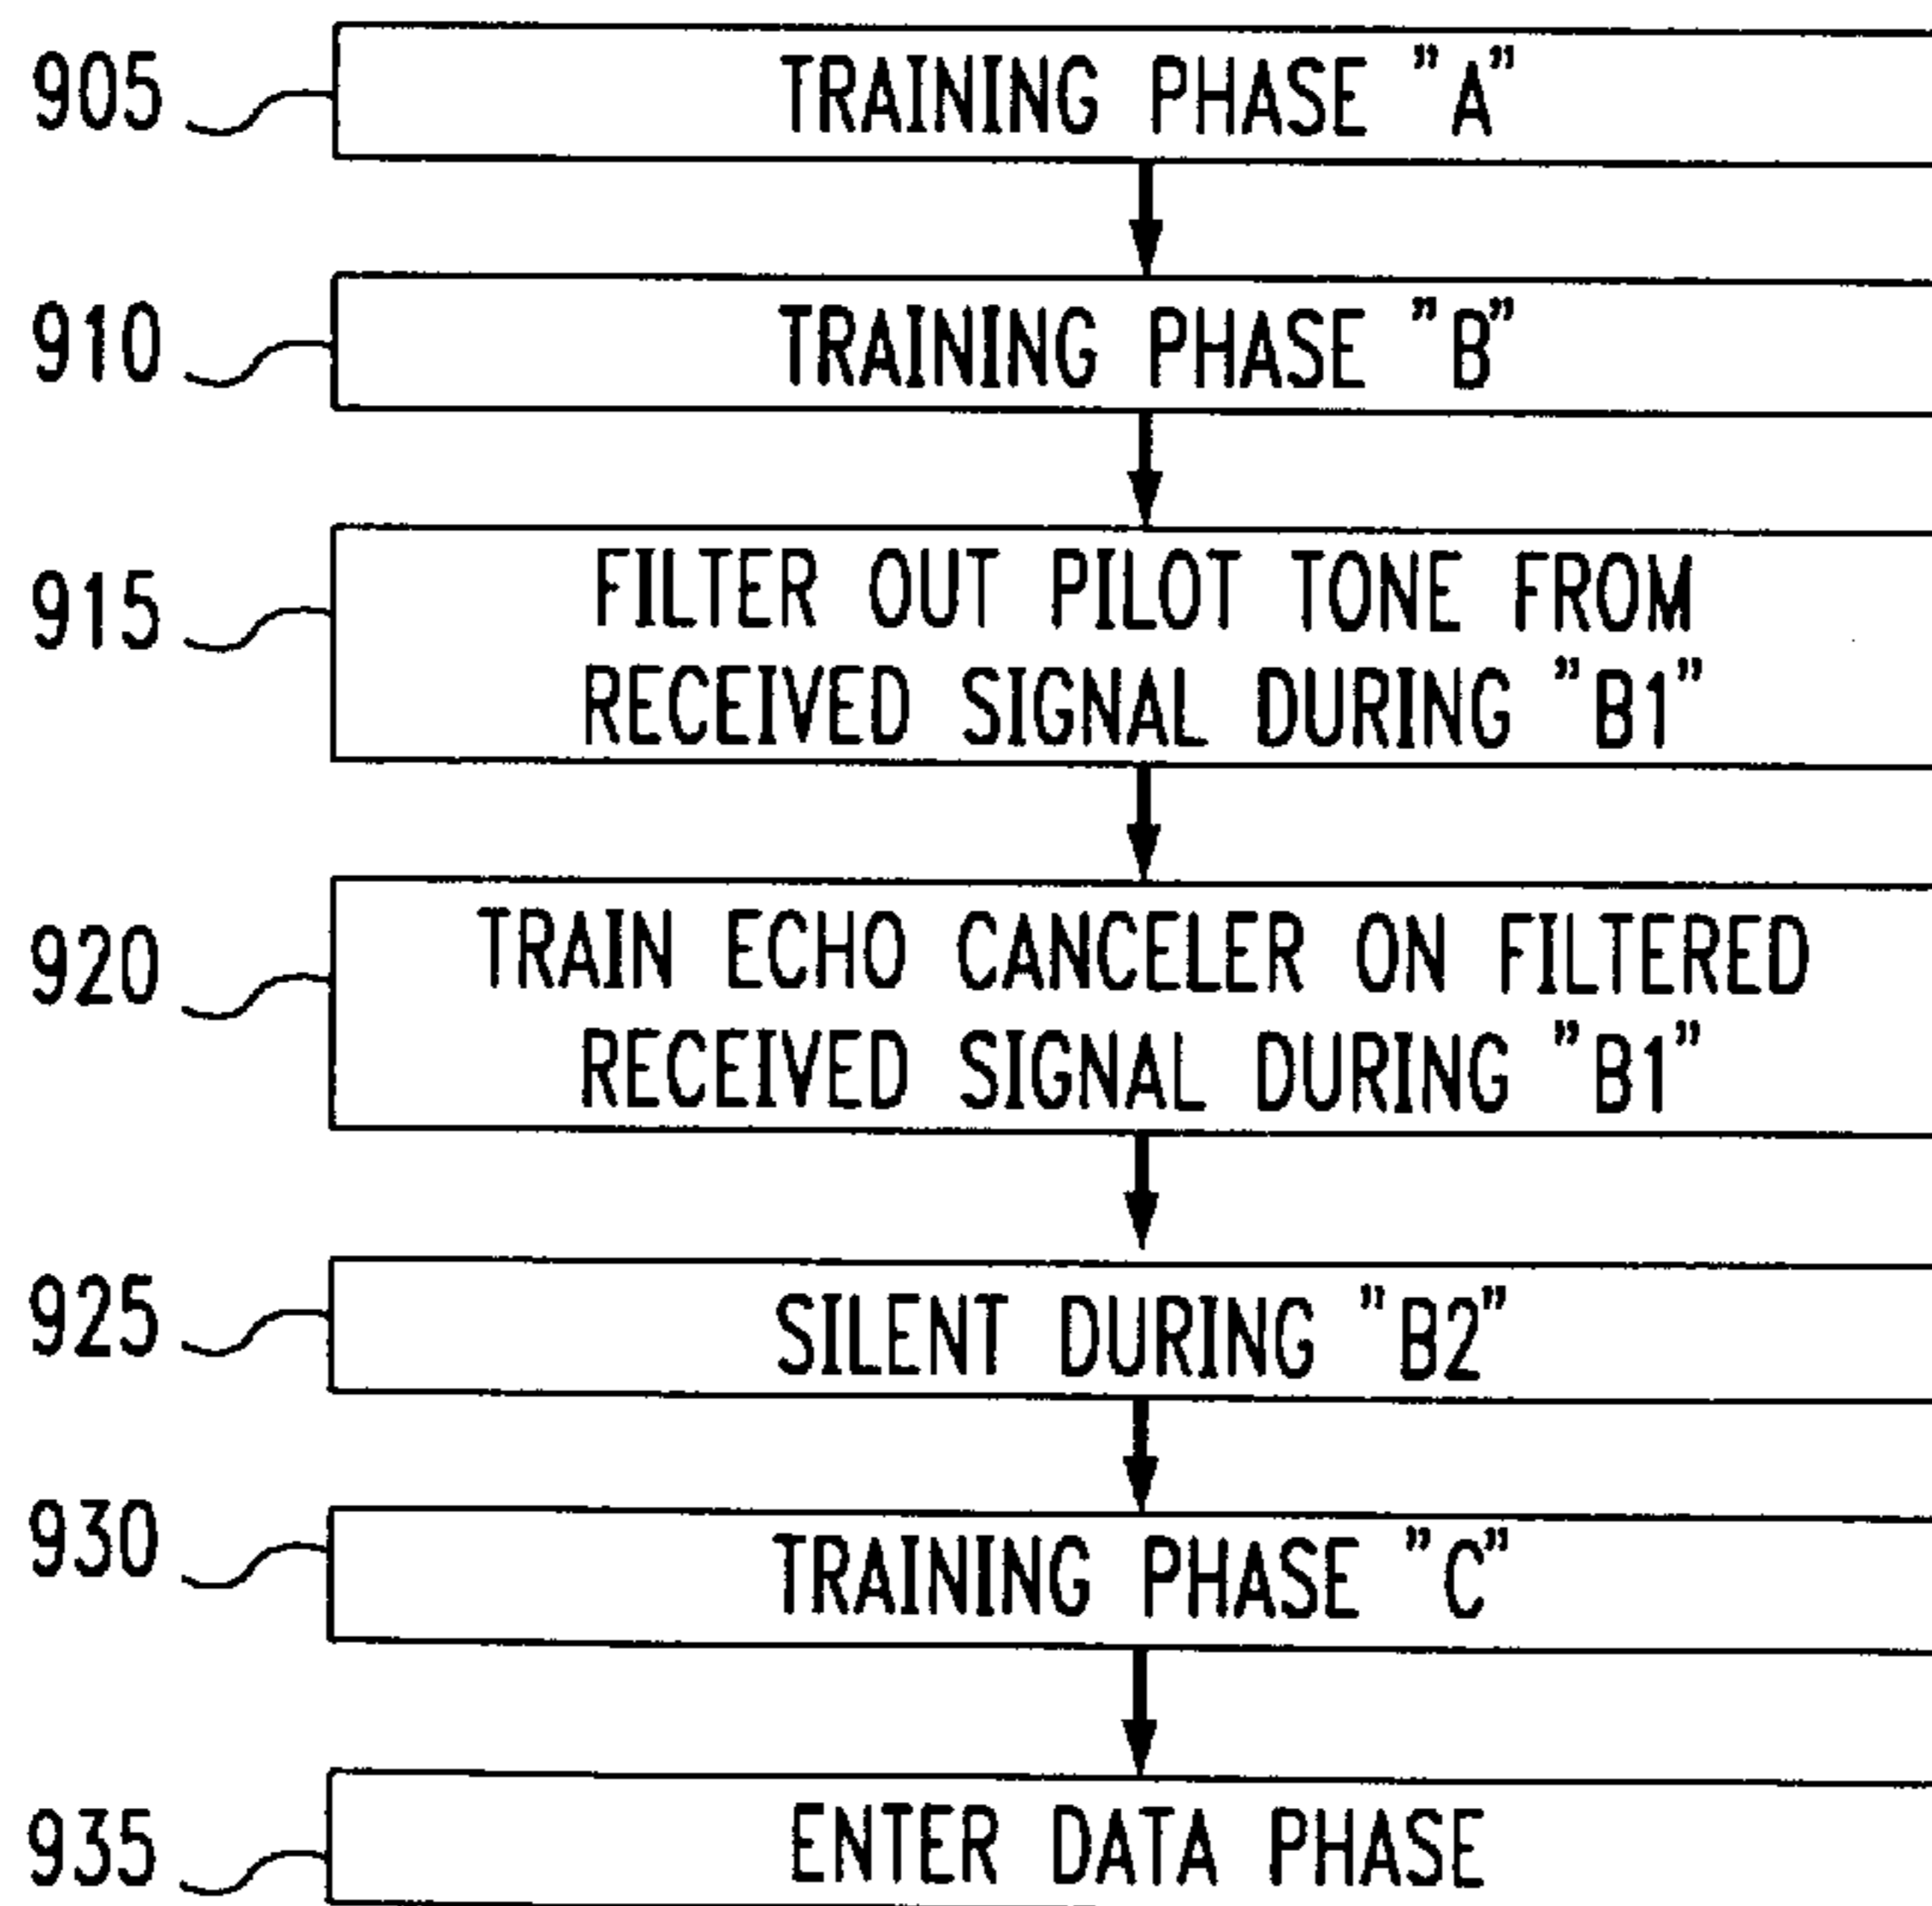 905 TRAINING PHASE "A"
910 TRAINING PHASE "B"
915 FILTER OUT PILOT TONE FROM
RECEIVED SIGNAL DURING "B1"
920 TRAIN ECHO CANCELER ON FILTERED
RECEIVED SIGNAL DURING "B1"
925 SILENT DURING "B2"
930 TRAINING PHASE "C"
935 ENTER DATA PHASE